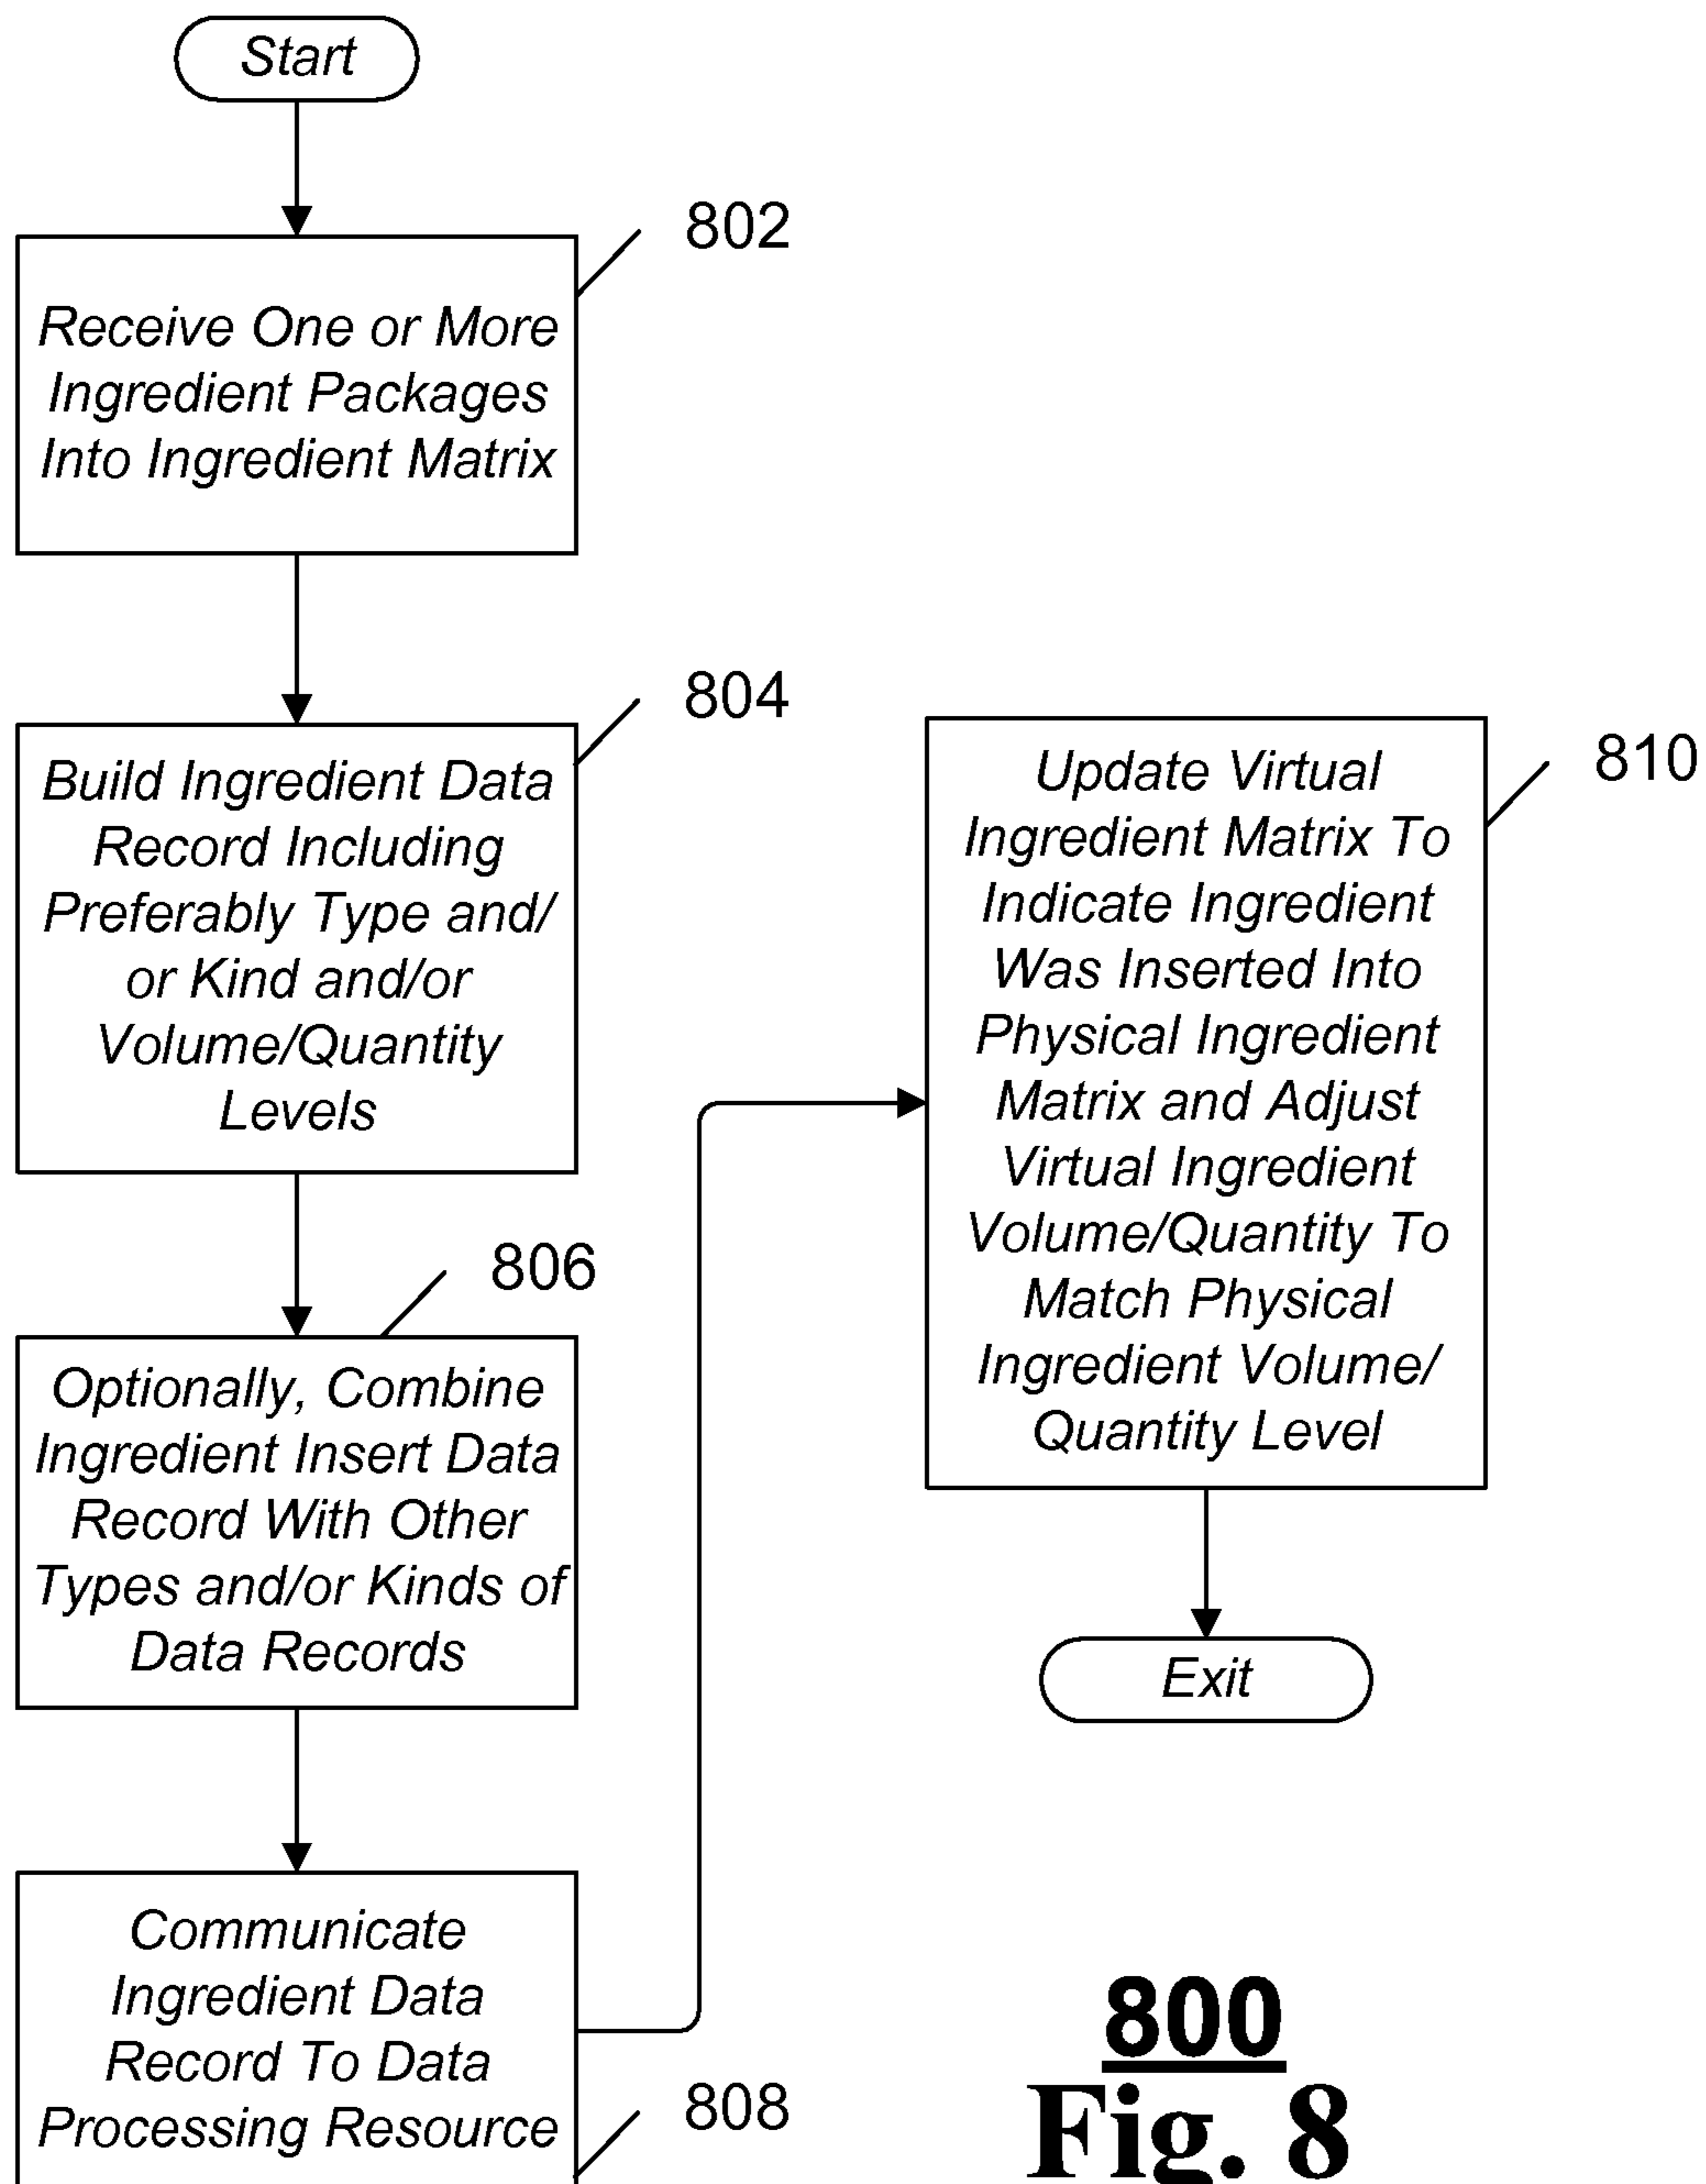 Start
802
Receive One or More
Ingredient Packages
Into Ingredient Matrix
804
Build Ingredient Data
Record Including
Preferably Type and/
or Kind and/or
Volume/Quantity
Levels
806
Optionally, Combine
Ingredient Insert Data
Record With Other
Types and/or Kinds of
Data Records
Communicate
Ingredient Data
Record To Data
Processing Resource
808
810
Update Virtual
Ingredient Matrix To
Indicate Ingredient
Was Inserted Into
Physical Ingredient
Matrix and Adjust
Virtual Ingredient
Volume/Quantity To
Match Physical
Ingredient Volume/
Quantity Level
Exit
800
Fig. 8